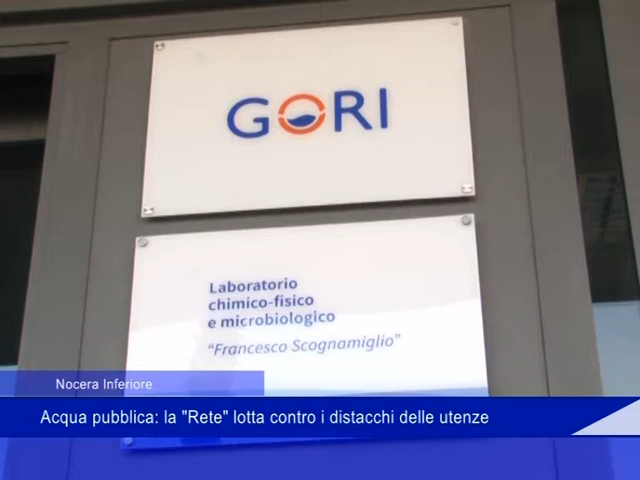 GORI
Laboratorio
chimico-fisico
e microbiologico
"Francesco Scognamiglio"
Nocera Inferiore
Acqua pubblica: la "Rete" lotta contro i distacchi delle utenze